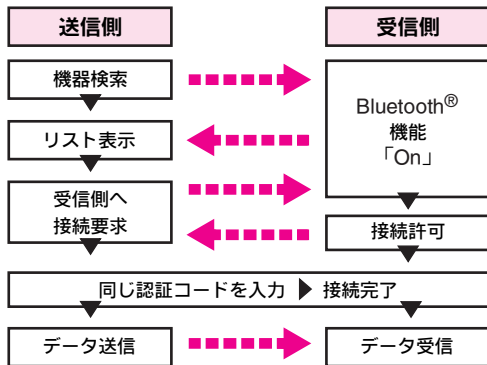 送信側
受信側
機器検索
リスト表示
Bluetooth®
機能
「On」
受信側へ
接続要求
接続許可
同じ認証コードを入力 ▶ 接続完了
データ送信
データ受信